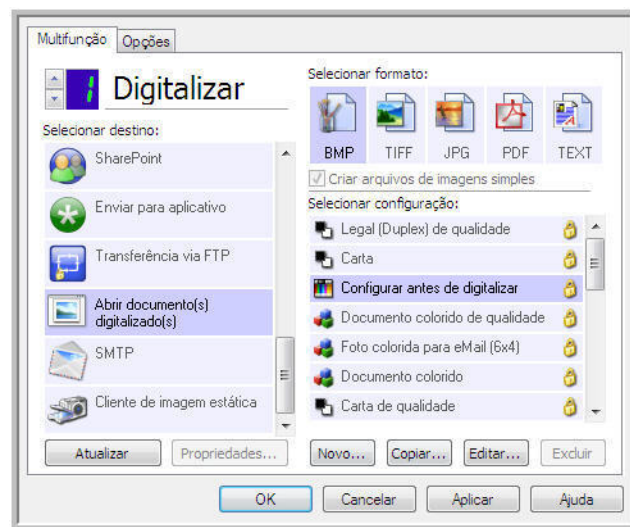 Multifunção
Opções
1
Digitalizar
Selecionar destino:
SharePoint
Enviar para aplicativo
Transferência via FTP
Abrir documento(s)
digitalizado(s)
SMTP
Cliente de imagem estática
Atualizar
Propriedades...
Selecionar formato:
BMP
TIFF
JPG
PDF
TEXT
Criar arquivos de imagens simples
Selecionar configuração:
Legal (Duplex) de qualidade
Carta
Configurar antes de digitalizar
Documento colorido de qualidade
Foto colorida para eMail (6x4)
Documento colorido
Carta de qualidade
Novo...
Copiar...
Editar...
Excluir
OK
Cancelar
Aplicar
Ajuda